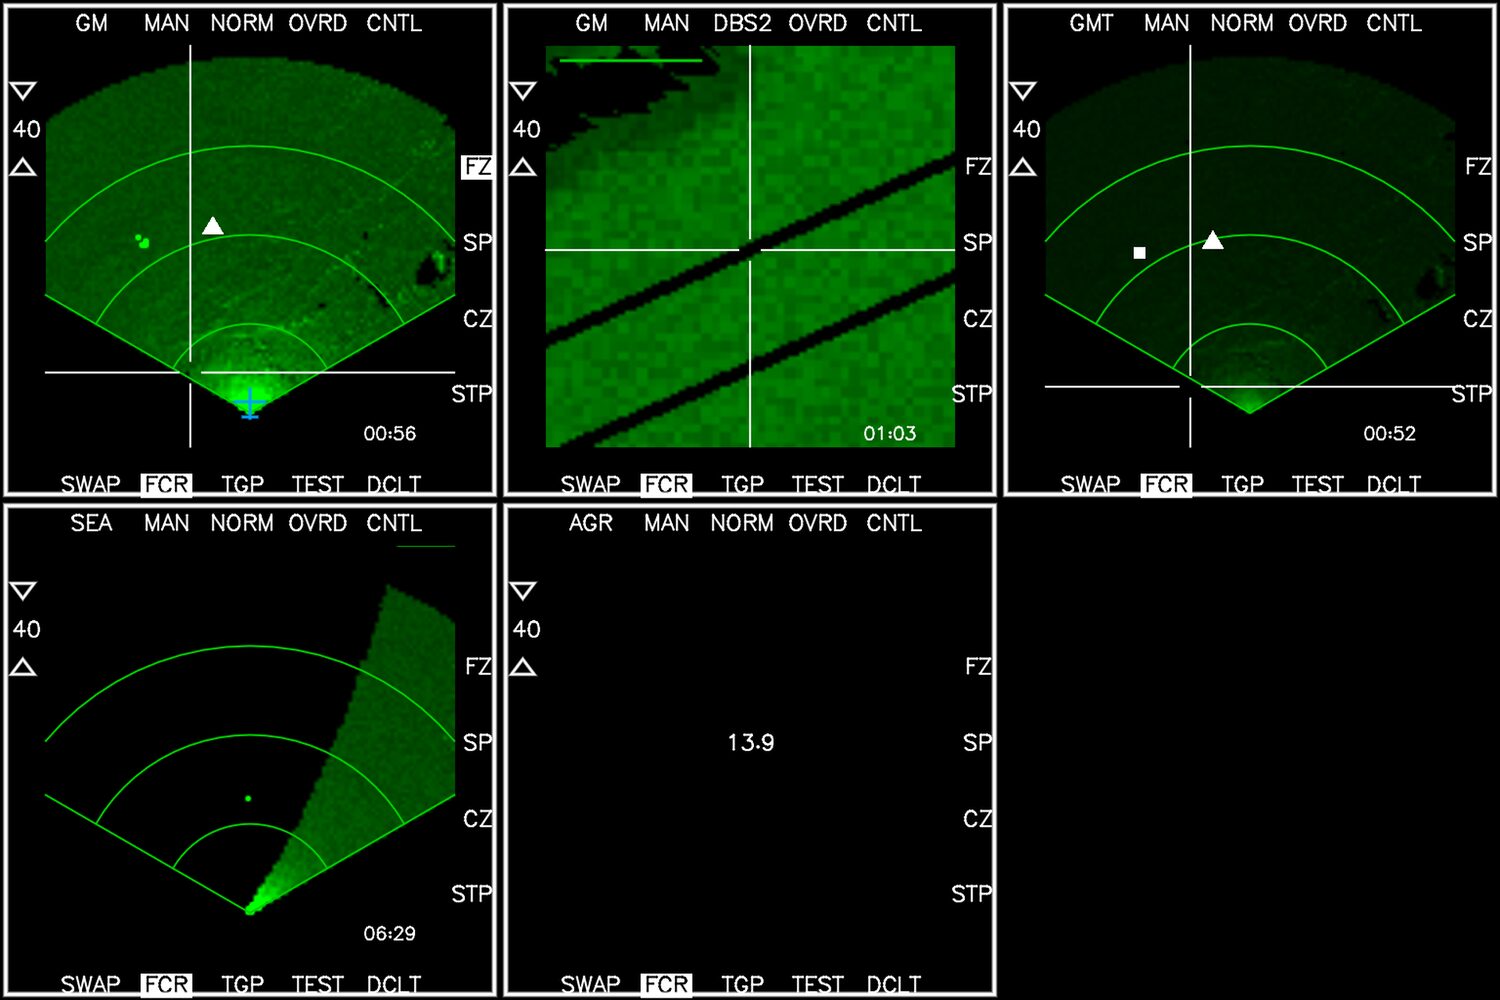 GM MAN NORM OVRD CNTL
40
FZ
SP
CZ
STP
00:56
SWAP FCR TGP TEST DCLT
GM MAN DBS2 OVRD CNTL
40
FZ
SP
CZ
STP
01:03
SWAP FCR TGP TEST DCLT
GMT MAN NORM OVRD CNTL
40
FZ
SP
CZ
STP
00:52
SWAP FCR TGP TEST DCLT
SEA MAN NORM OVRD CNTL
40
FZ
SP
CZ
STP
06:29
SWAP FCR TGP TEST DCLT
AGR MAN NORM OVRD CNTL
40
FZ
13.9
SP
CZ
STP
SWAP FCR TGP TEST DCLT